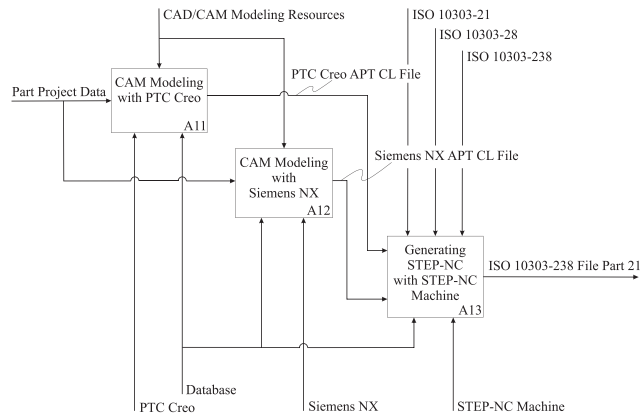 CAD/CAM Modeling Resources
ISO 10303-21
ISO 10303-28
ISO 10303-238
PTC Creo APT CL File
CAM Modeling
with PTC Creo
A11
Part Project Data
Siemens NX APT CL File
CAM Modeling
with
Siemens NX
A12
Generating
STEP-NC
with STEP-NC
Machine
A13
ISO 10303-238 File Part 21
Database
PTC Creo
Siemens NX
STEP-NC Machine